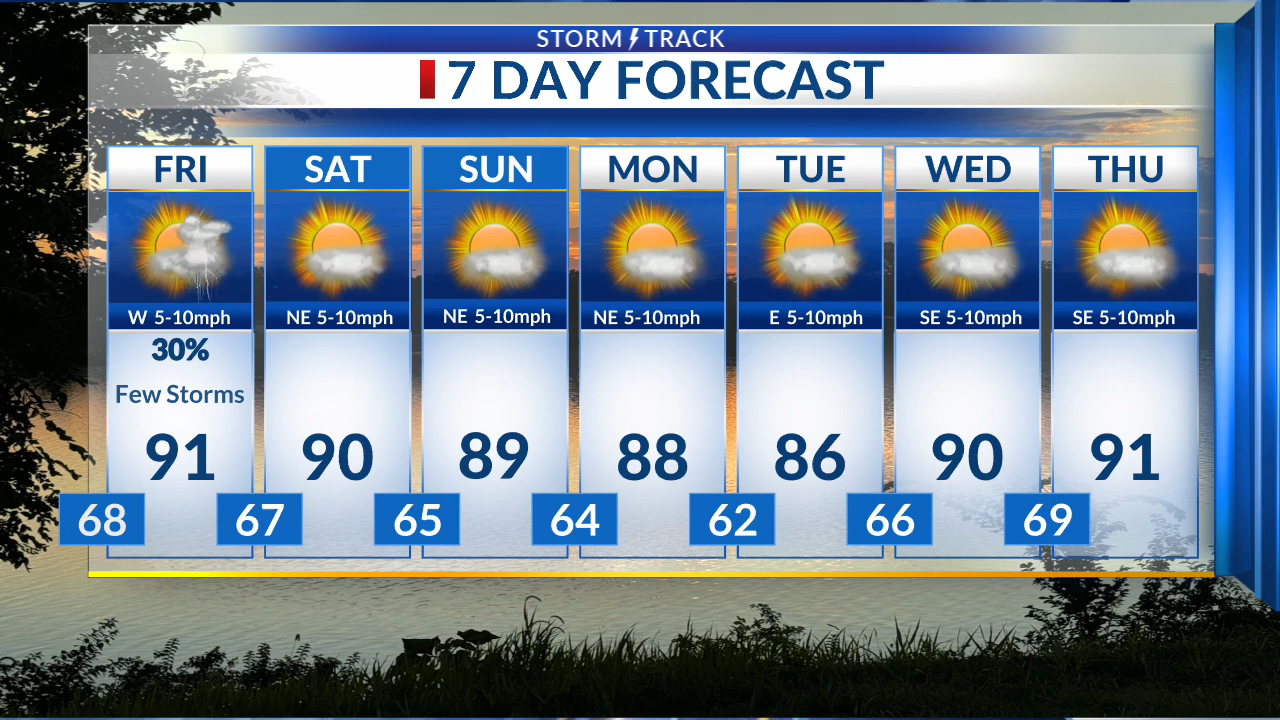 STORM TRACK
7 DAY FORECAST
FRI SAT SUN MON TUE WED THU
W 5-10mph NE 5-10mph NE 5-10mph NE 5-10mph E 5-10mph SE 5-10mph SE 5-10mph
30%
Few Storms
91 90 89 88 86 90 91
68 67 65 64 62 66 69